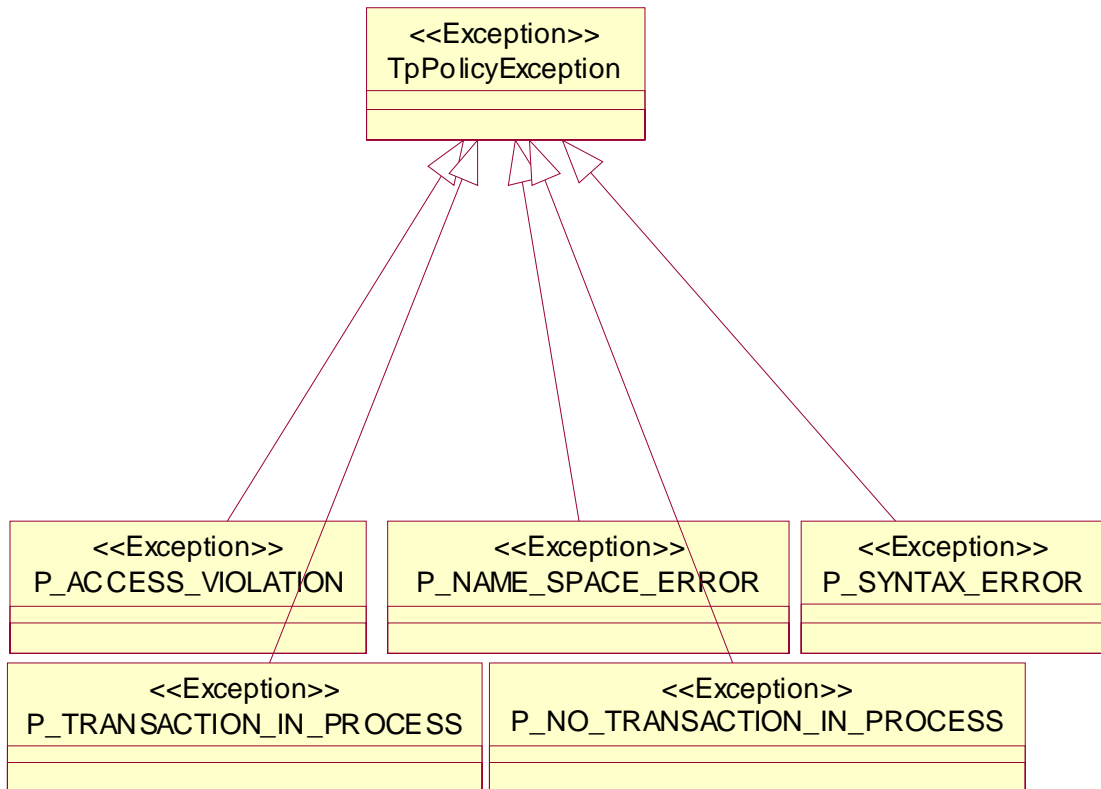 <<Exception>>
TpPolicyException
<<Exception>>
P_ACCESS_VIOLATION
<<Exception>>
P_NAME_SPACE_ERROR
<<Exception>>
P_SYNTAX_ERROR
<<Exception>>
P_TRANSACTION_IN_PROCESS
<<Exception>>
P_NO_TRANSACTION_IN_PROCESS